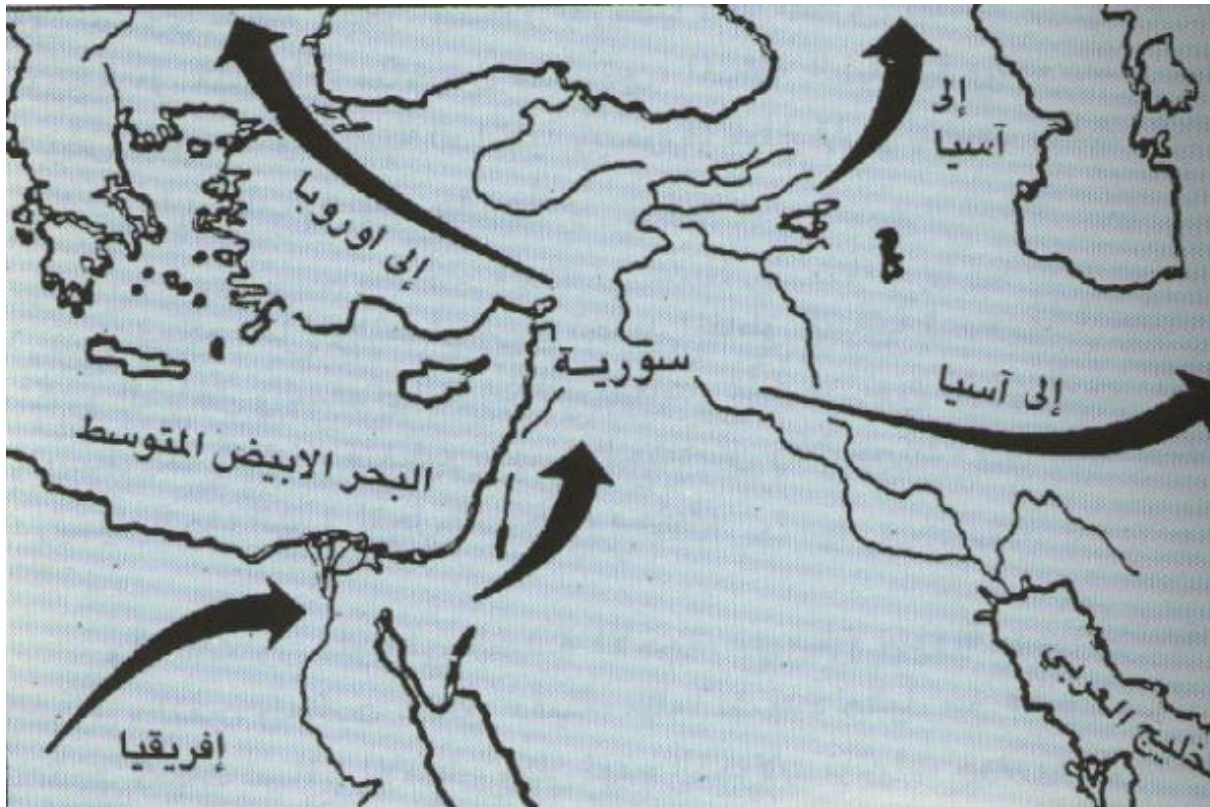 إلى
آسيا
إلى اوروبا
سورية
إلى آسيا
البحر الابيض المتوسط
إفريقيا
خليج العربي